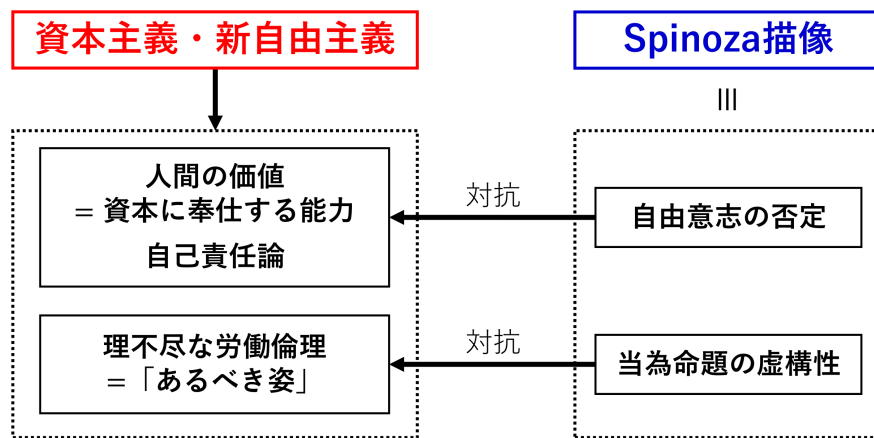 資本主義・新自由主義
Spinoza描像
|||
人間の価値
= 資本に奉仕する能力
自己責任論
対抗
自由意志の否定
理不尽な労働倫理
=「あるべき姿」
対抗
当為命題の虚構性